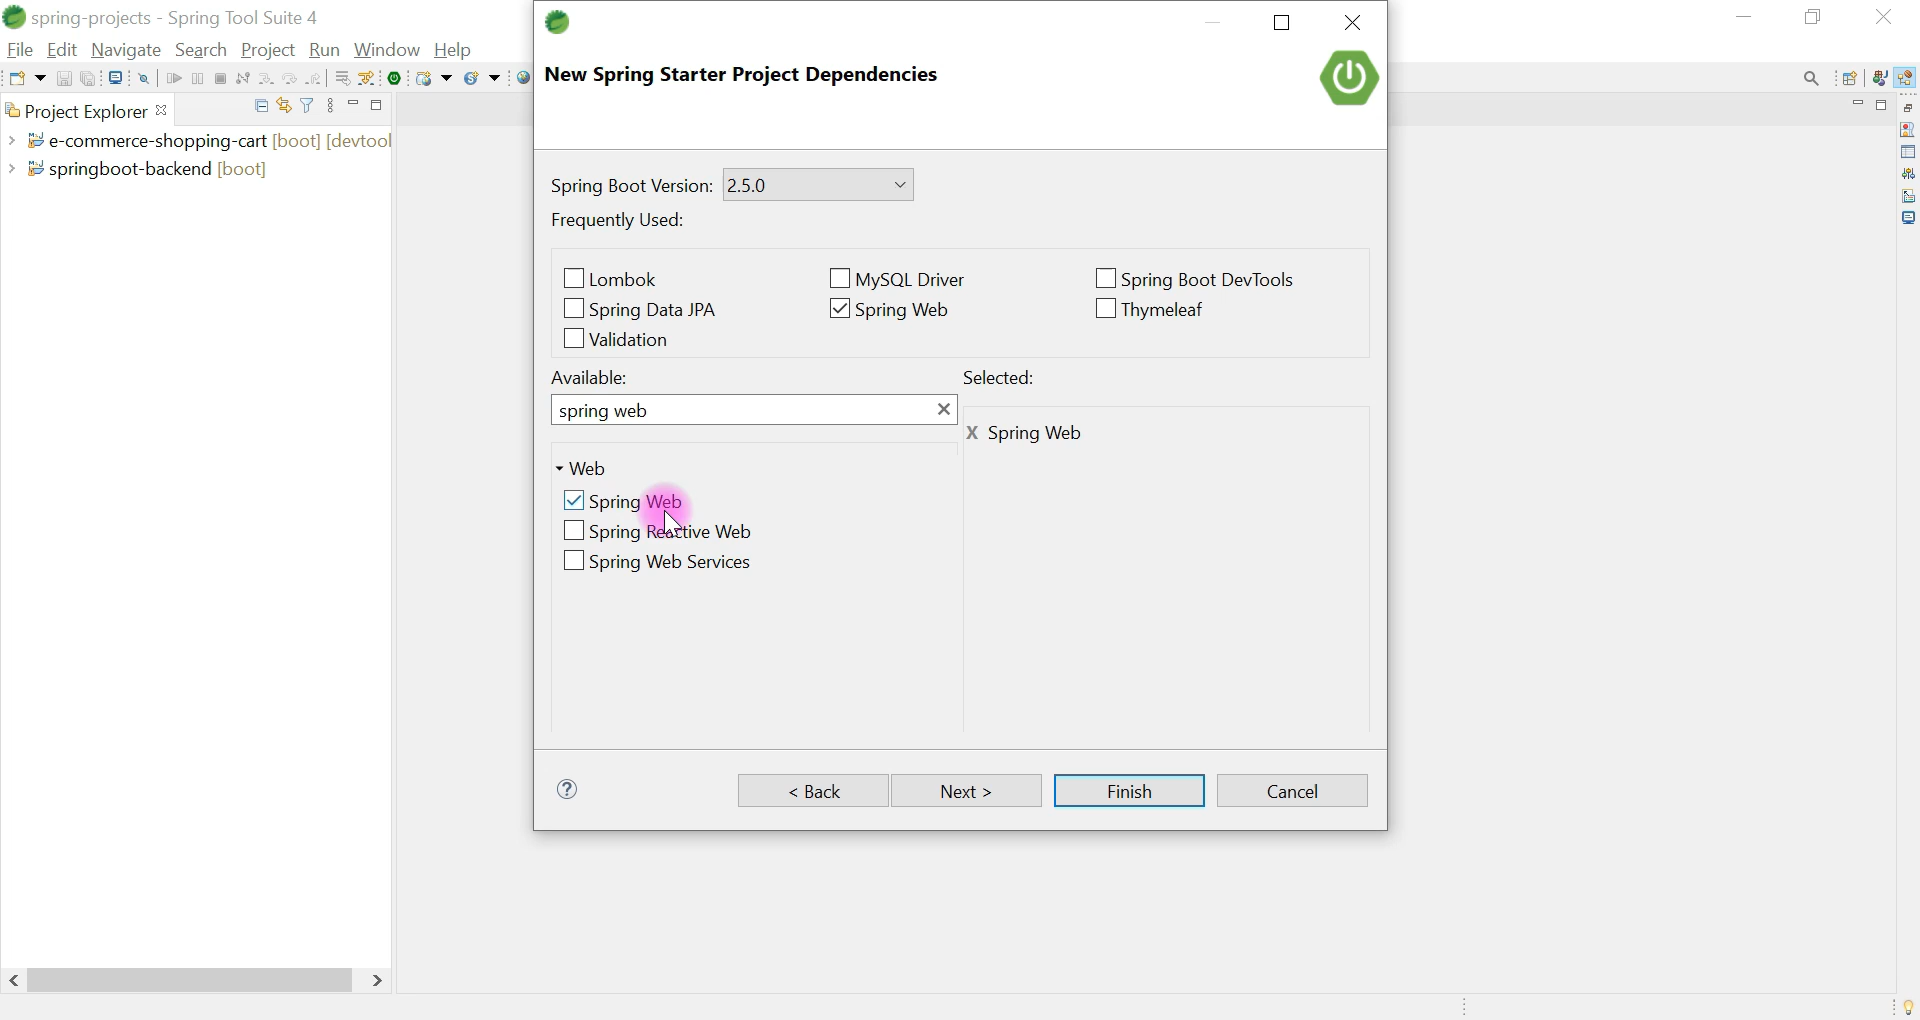 spring-projects - Spring Tool Suite 4
File Edit Navigate Search Project Run Window Help
Project Explorer
e-commerce-shopping-cart [boot] [devtool
springboot-backend [boot]
New Spring Starter Project Dependencies
Spring Boot Version: 2.5.0
Frequently Used:
Lombok MySQL Driver Spring Boot DevTools
Spring Data JPA Spring Web Thymeleaf
Validation
Available: Selected:
spring web
X Spring Web
Web
Spring Web
Spring Reactive Web
Spring Web Services
< Back Next > Finish Cancel